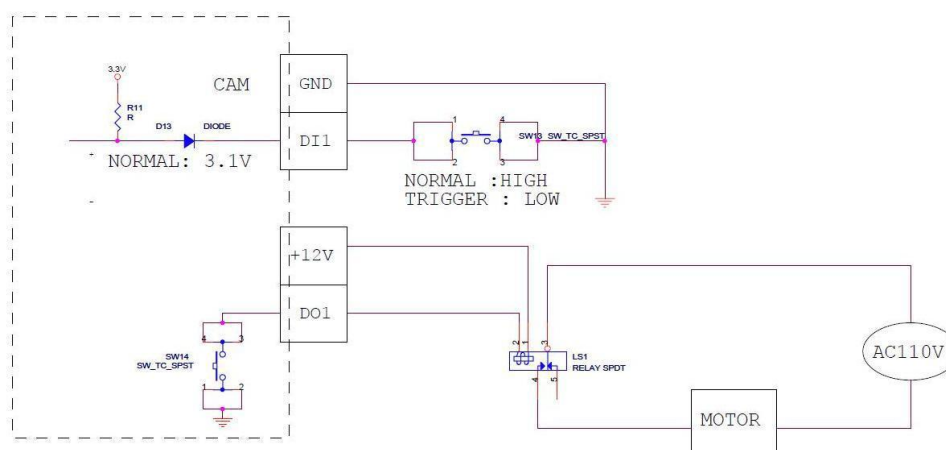 3.3V
CAM
GND
R11
R
D13
DIODE
DI1
1
4
SW13 SW_TC_SPST
2
3
+
NORMAL: 3.1V
-
NORMAL :HIGH
TRIGGER : LOW
+12V
DO1
4
3
SW14
SW_TC_SPST
1
2
2
1
3
LS1
RELAY SPDT
4
5
AC110V
MOTOR